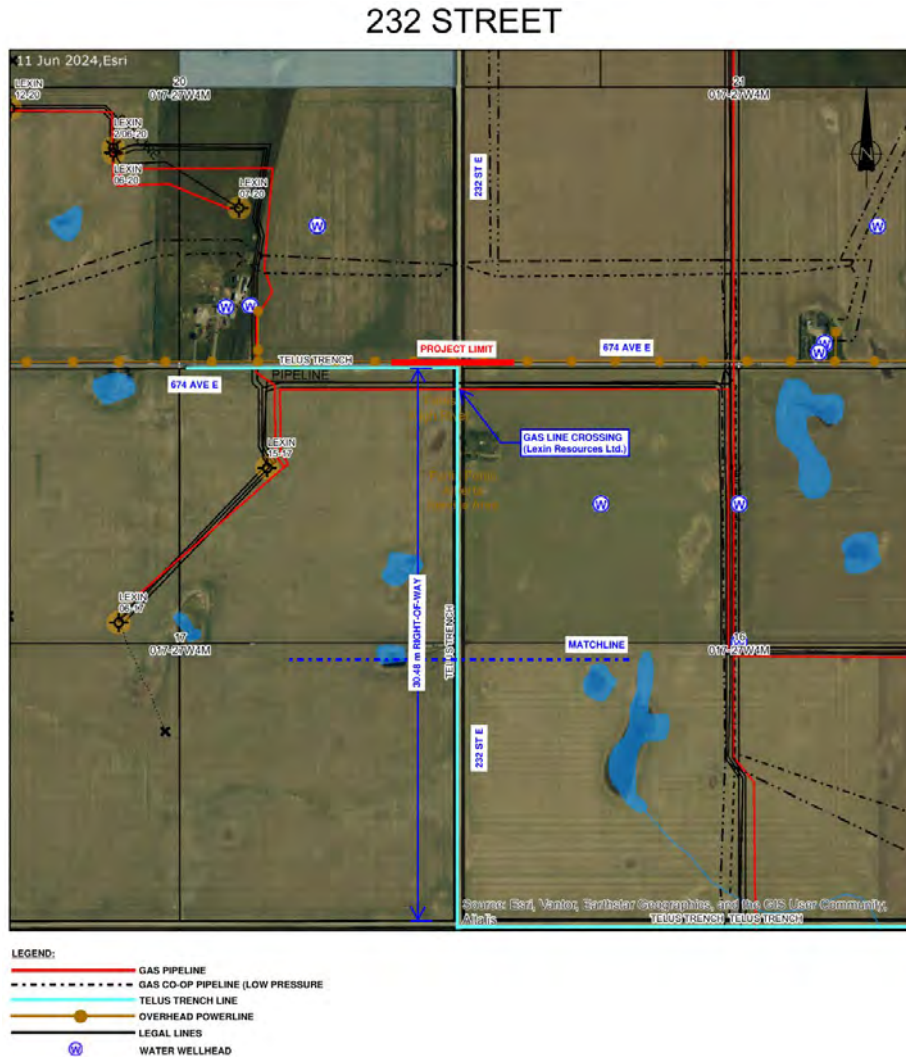 232 STREET
11 Jun 2024,Esri
LEXIN
12-20
20
017-27W4M
21
017-27W4M
LEXIN
2/06-20
LEXIN
06-20
LEXIN
07-20
N
232 ST E
W
W
W
W
W
W
TELUS TRENCH
PROJECT LIMIT
674 AVE E
674 AVE E
PIPELINE
GAS LINE CROSSING
(Lexin Resources Ltd.)
LEXIN
15-17
W
W
30.48 m RIGHT-OF-WAY
TELUS TRENCH
LEXIN
17
017-27W4M
MATCHLINE
16
017-27W4M
232 ST E
Source: Esri, Vantor, Earthstar Geographics, and the GIS User Community,
TELUS TRENCH TELUS TRENCH
LEGEND:
GAS PIPELINE
GAS CO-OP PIPELINE (LOW PRESSURE
TELUS TRENCH LINE
OVERHEAD POWERLINE
LEGAL LINES
W WATER WELLHEAD